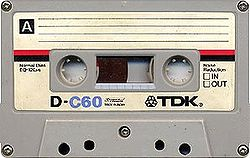 A
Normal Bias
EQ-120µs
Noise
Reduction
IN
OUT
D-C60
TDK®